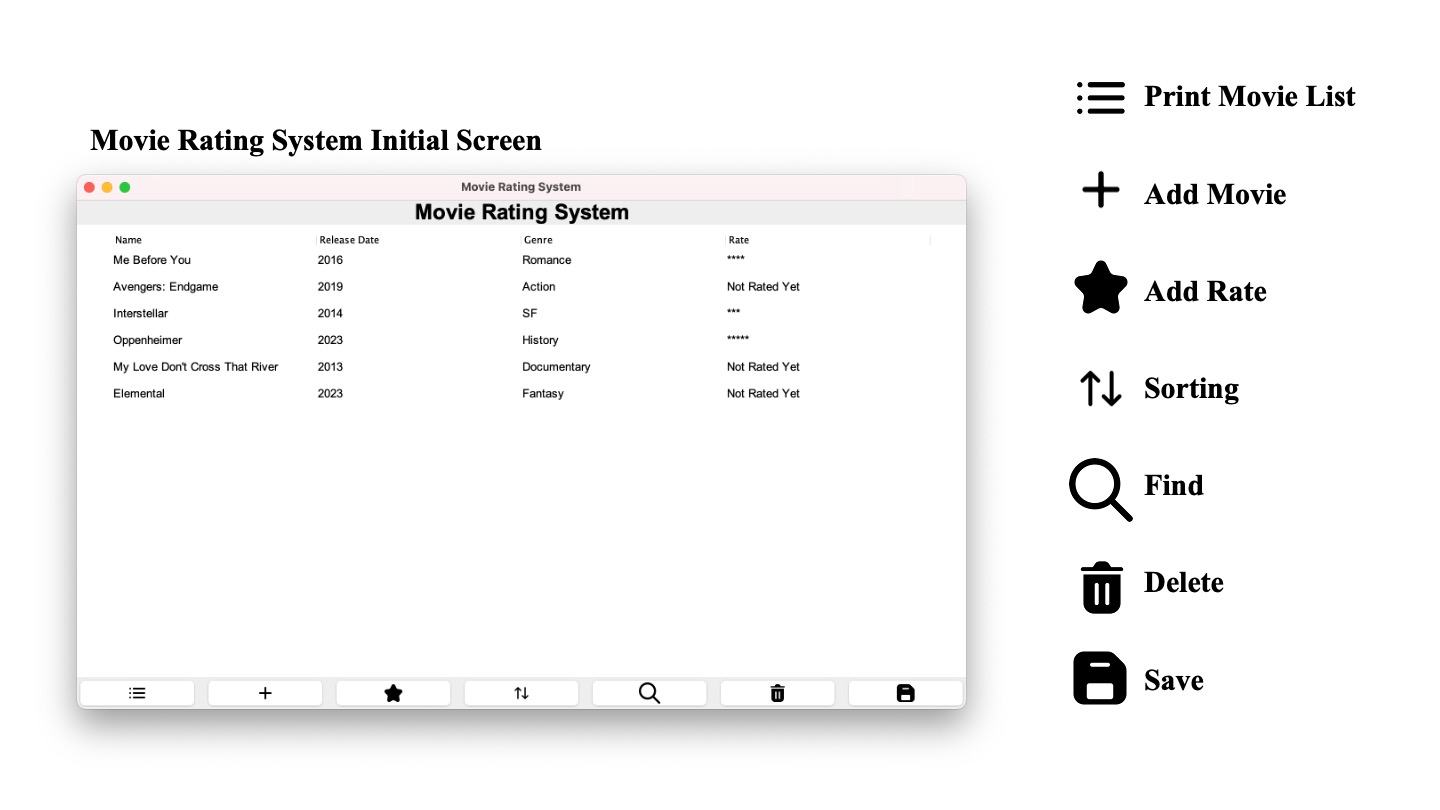 Movie Rating System Initial Screen
Movie Rating System
Movie Rating System
Name Release Date Genre Rate
Me Before You 2016 Romance ****
Avengers: Endgame 2019 Action Not Rated Yet
Interstellar 2014 SF ***
Oppenheimer 2023 History *****
My Love Don't Cross That River 2013 Documentary Not Rated Yet
Elemental 2023 Fantasy Not Rated Yet
Print Movie List
Add Movie
Add Rate
Sorting
Find
Delete
Save